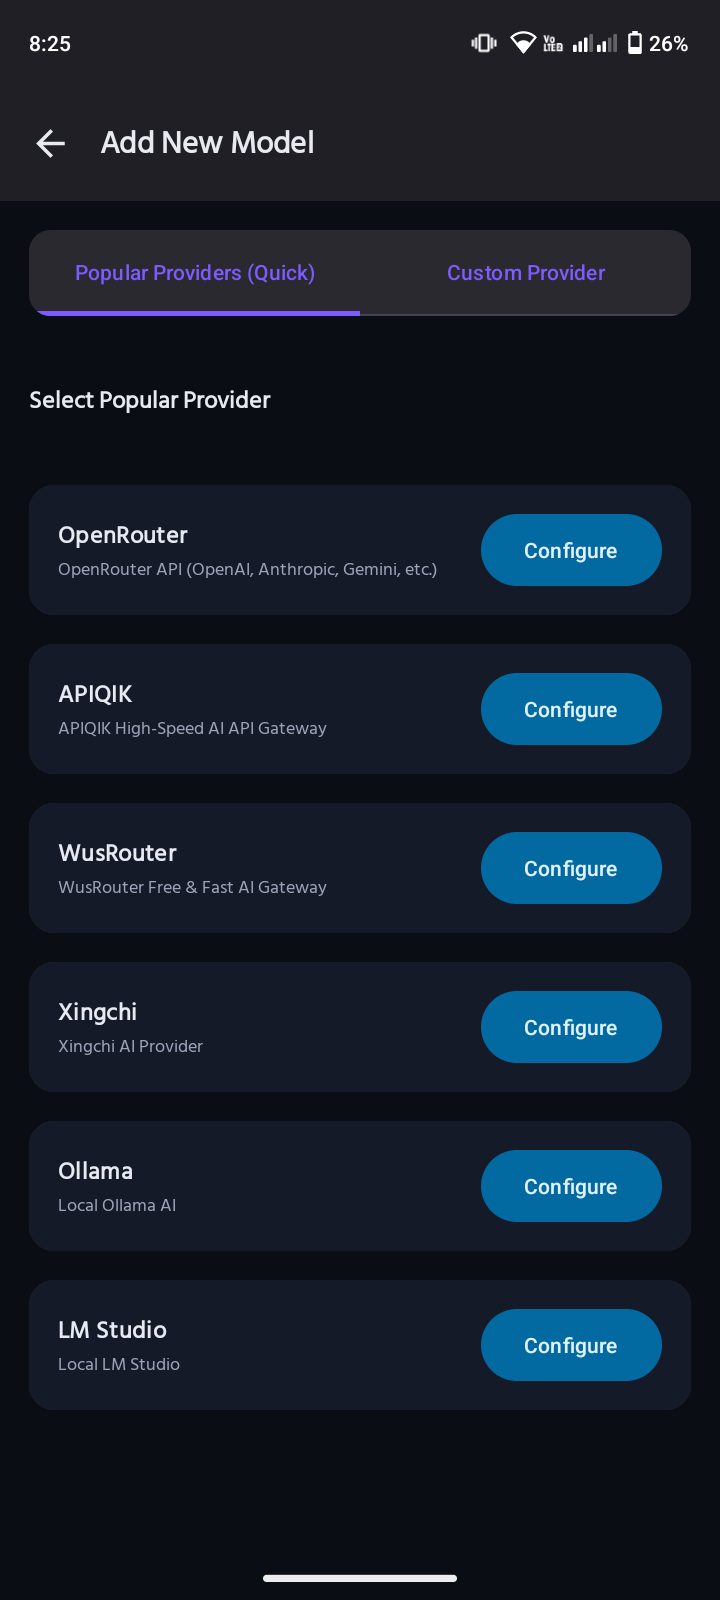 8:25
Vo
LTE2
26%
Add New Model
Popular Providers (Quick)
Custom Provider
Select Popular Provider
OpenRouter
OpenRouter API (OpenAI, Anthropic, Gemini, etc.)
Configure
APIQIK
APIQIK High-Speed AI API Gateway
Configure
WusRouter
WusRouter Free & Fast AI Gateway
Configure
Xingchi
Xingchi AI Provider
Configure
Ollama
Local Ollama AI
Configure
LM Studio
Local LM Studio
Configure